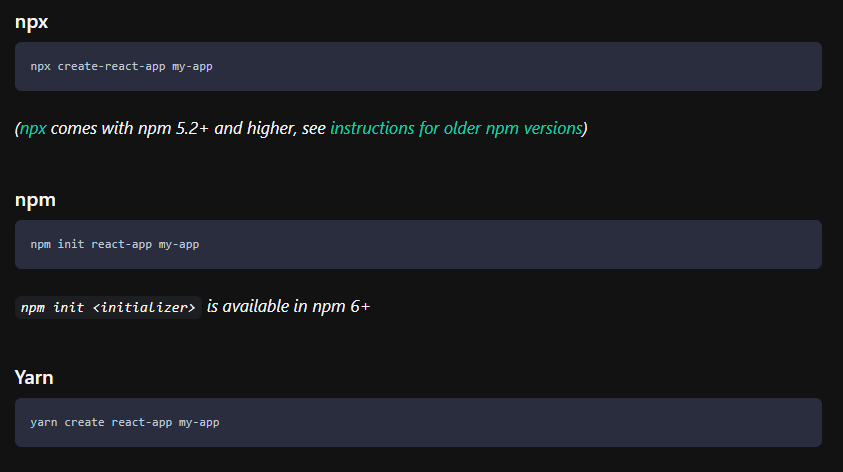 npx
npx create-react-app my-app
(npx comes with npm 5.2+ and higher, see instructions for older npm versions)
npm
npm init react-app my-app
npm init <initializer> is available in npm 6+
Yarn
yarn create react-app my-app